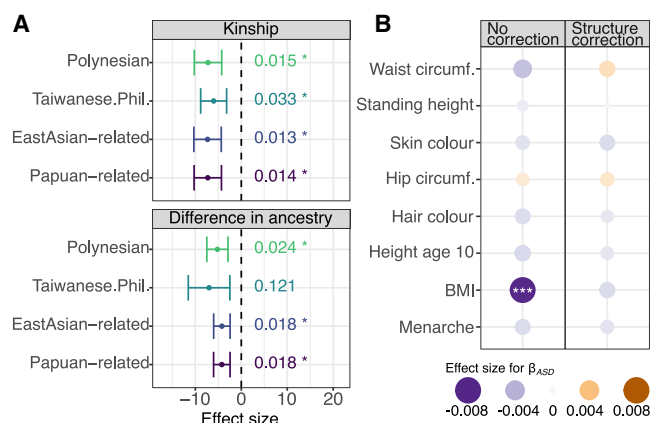 A
Kinship
Polynesian
0.015 *
Taiwanese.Phil.
0.033 *
EastAsian−related
0.013 *
Papuan−related
0.014 *
Difference in ancestry
Polynesian
0.024 *
Taiwanese.Phil.
0.121
EastAsian−related
0.018 *
Papuan−related
0.018 *
−10 0 10 20
Effect size
B
No correction
Structure correction
Waist circumf.
Standing height
Skin colour
Hip circumf.
Hair colour
Height age 10
BMI
***
Menarche
Effect size for βASD
-0.008 -0.004 0 0.004 0.008